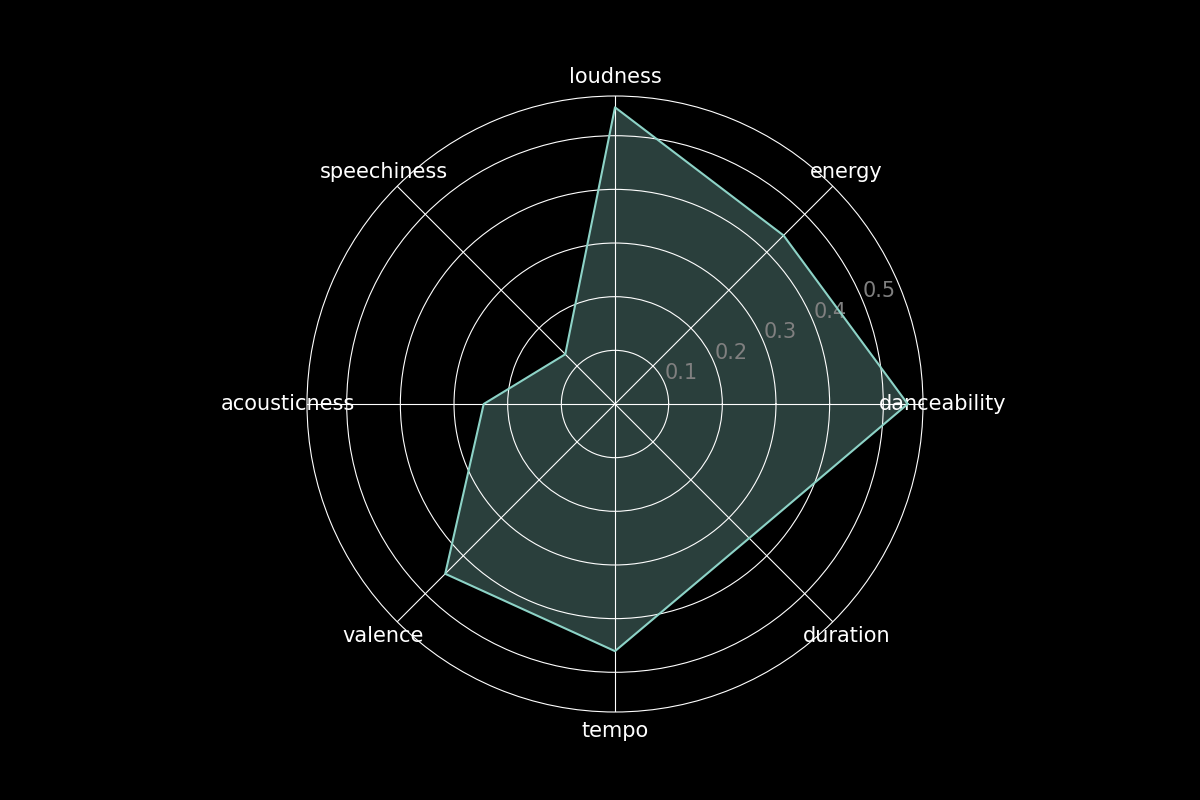 loudness
speechiness
energy
0.5
0.4
0.3
0.2
0.1
acousticness
danceability
valence
duration
tempo